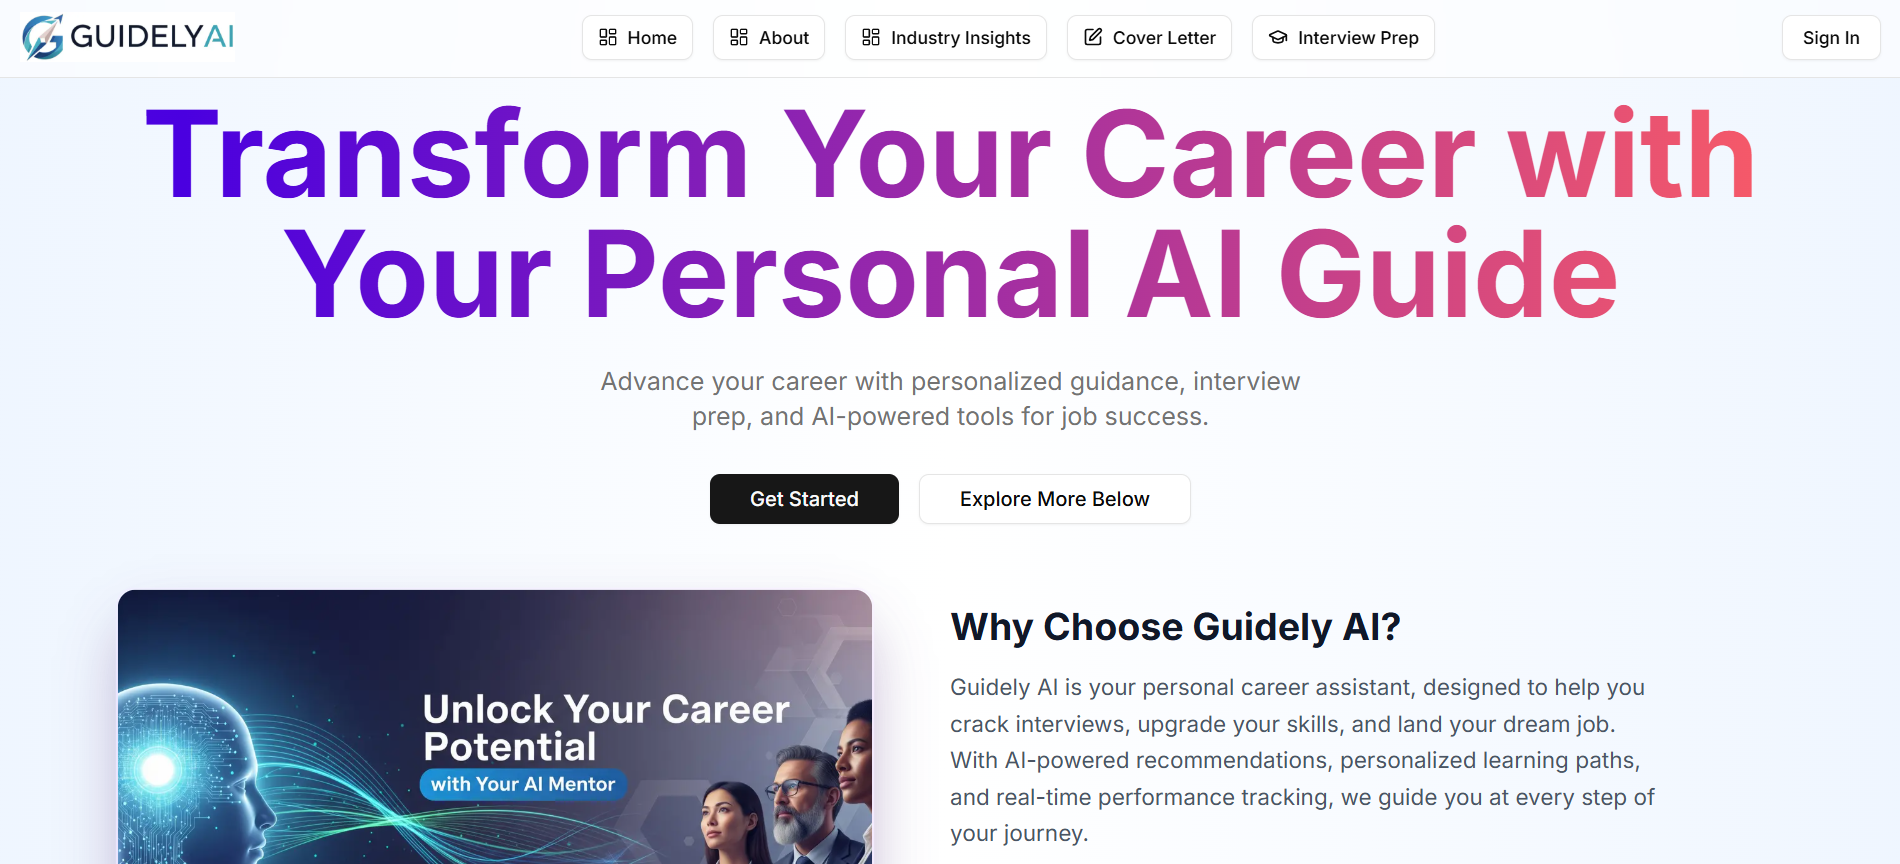 GUIDELYAI
Home
About
Industry Insights
Cover Letter
Interview Prep
Sign In
Transform Your Career with
Your Personal AI Guide
Advance your career with personalized guidance, interview
prep, and AI-powered tools for job success.
Get Started
Explore More Below
Unlock Your Career
Potential
with Your AI Mentor
Why Choose Guidely AI?
Guidely AI is your personal career assistant, designed to help you
crack interviews, upgrade your skills, and land your dream job.
With AI-powered recommendations, personalized learning paths,
and real-time performance tracking, we guide you at every step of
your journey.